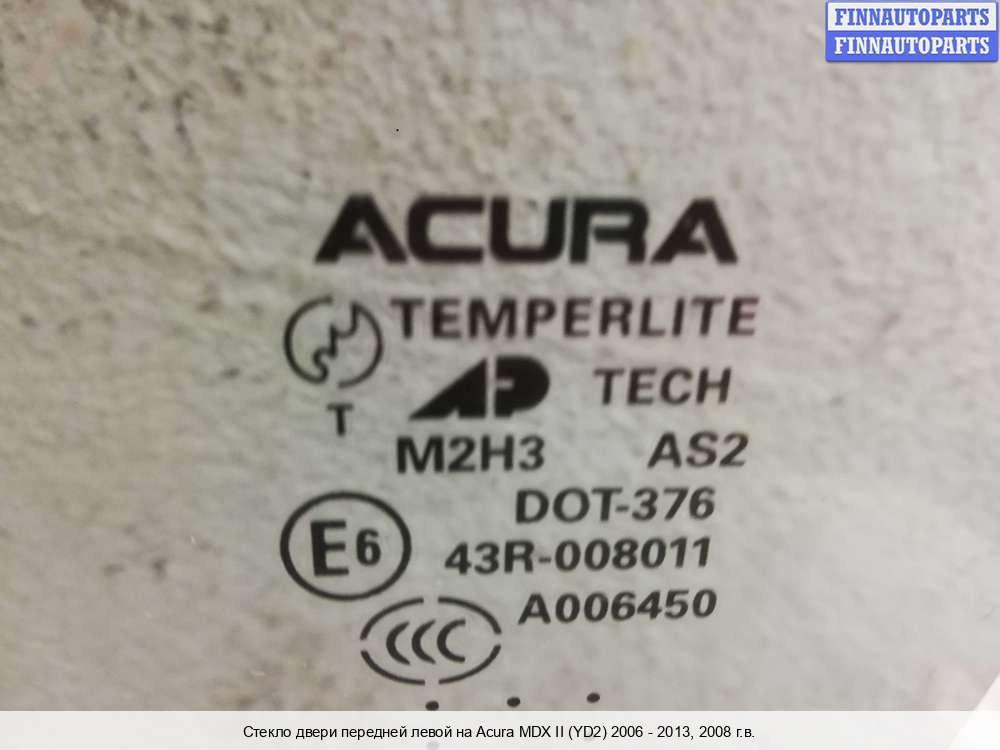 FINNAUTOPARTS
FINNAUTOPARTS
ACURA
TEMPERLITE
AP TECH
T
M2H3 AS2
DOT-376
E6 43R-008011
A006450
CCC
Стекло двери передней левой на Acura MDX II (YD2) 2006 - 2013, 2008 г.в.